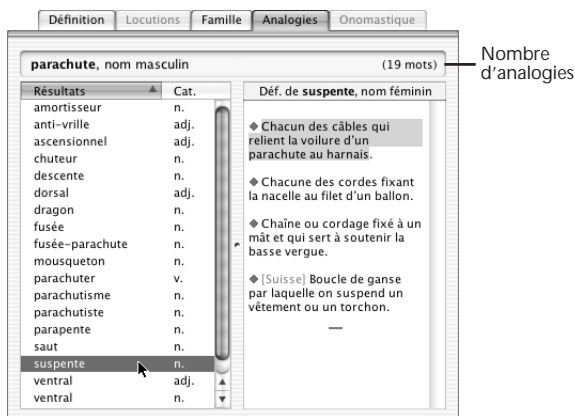 Définition Locutions Famille Analogies Onomastique
parachute, nom masculin (19 mots)
Nombre
d'analogies
Résultats Cat.
amortisseur n.
anti-vrille adj.
ascensionnel adj.
chuteur n.
descente n.
dorsal adj.
dragon n.
fusée n.
fusée-parachute n.
mousqueton n.
parachuter v.
parachutisme n.
parachutiste n.
parapente n.
saut n.
suspente n.
ventral adj.
ventral n.
Déf. de suspente, nom féminin
◆ Chacun des câbles qui
relient la voilure d'un
parachute au harnais.
◆ Chacune des cordes fixant
la nacelle au filet d'un ballon.
◆ Chaîne ou cordage fixé à un
mât et qui sert à soutenir la
basse vergue.
◆ [Suisse] Boucle de ganse
par laquelle on suspend un
vêtement ou un torchon.